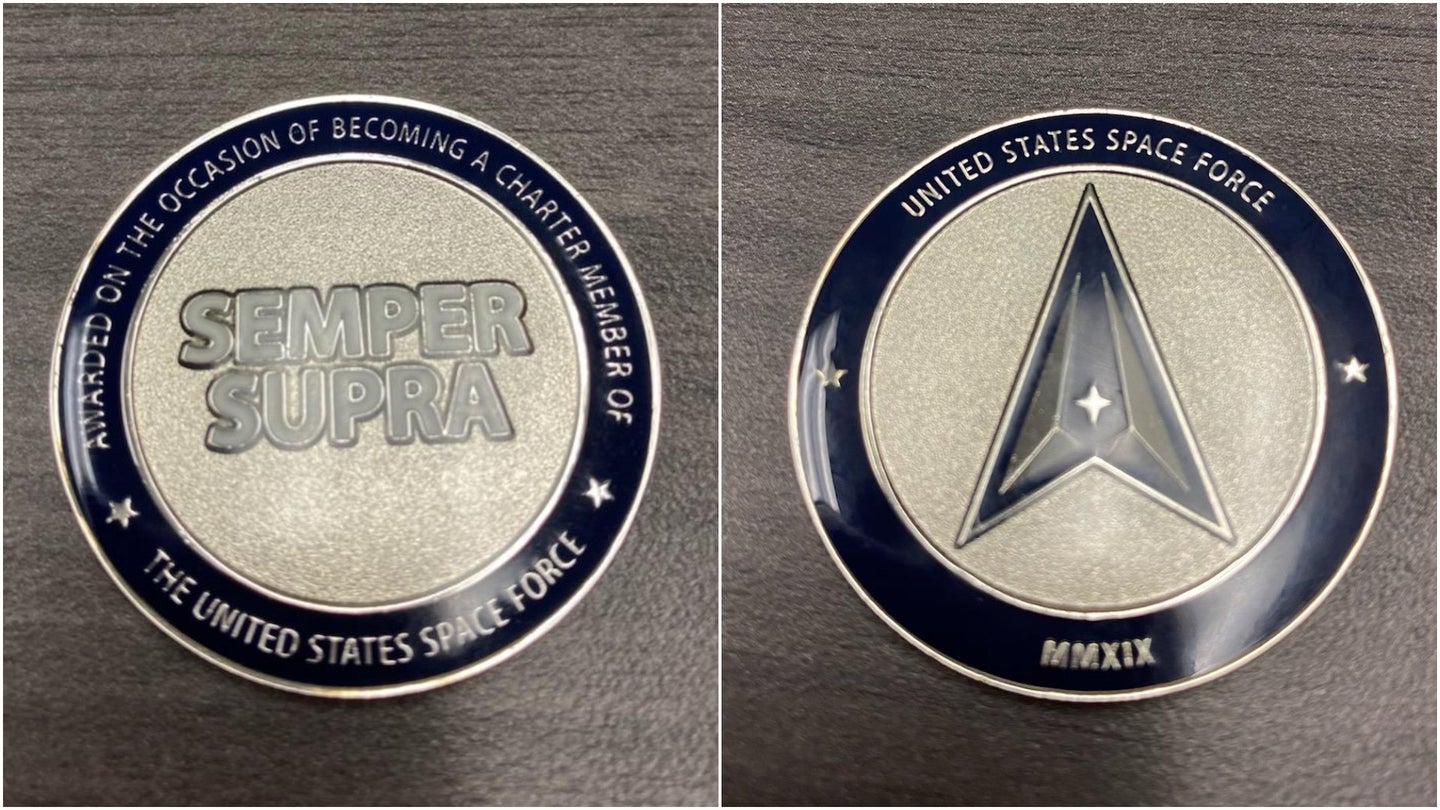 AWARDED ON THE OCCASION OF BECOMING A CHARTER MEMBER OF
SEMPER
SUPRA
THE UNITED STATES SPACE FORCE
UNITED STATES SPACE FORCE
MMXIX